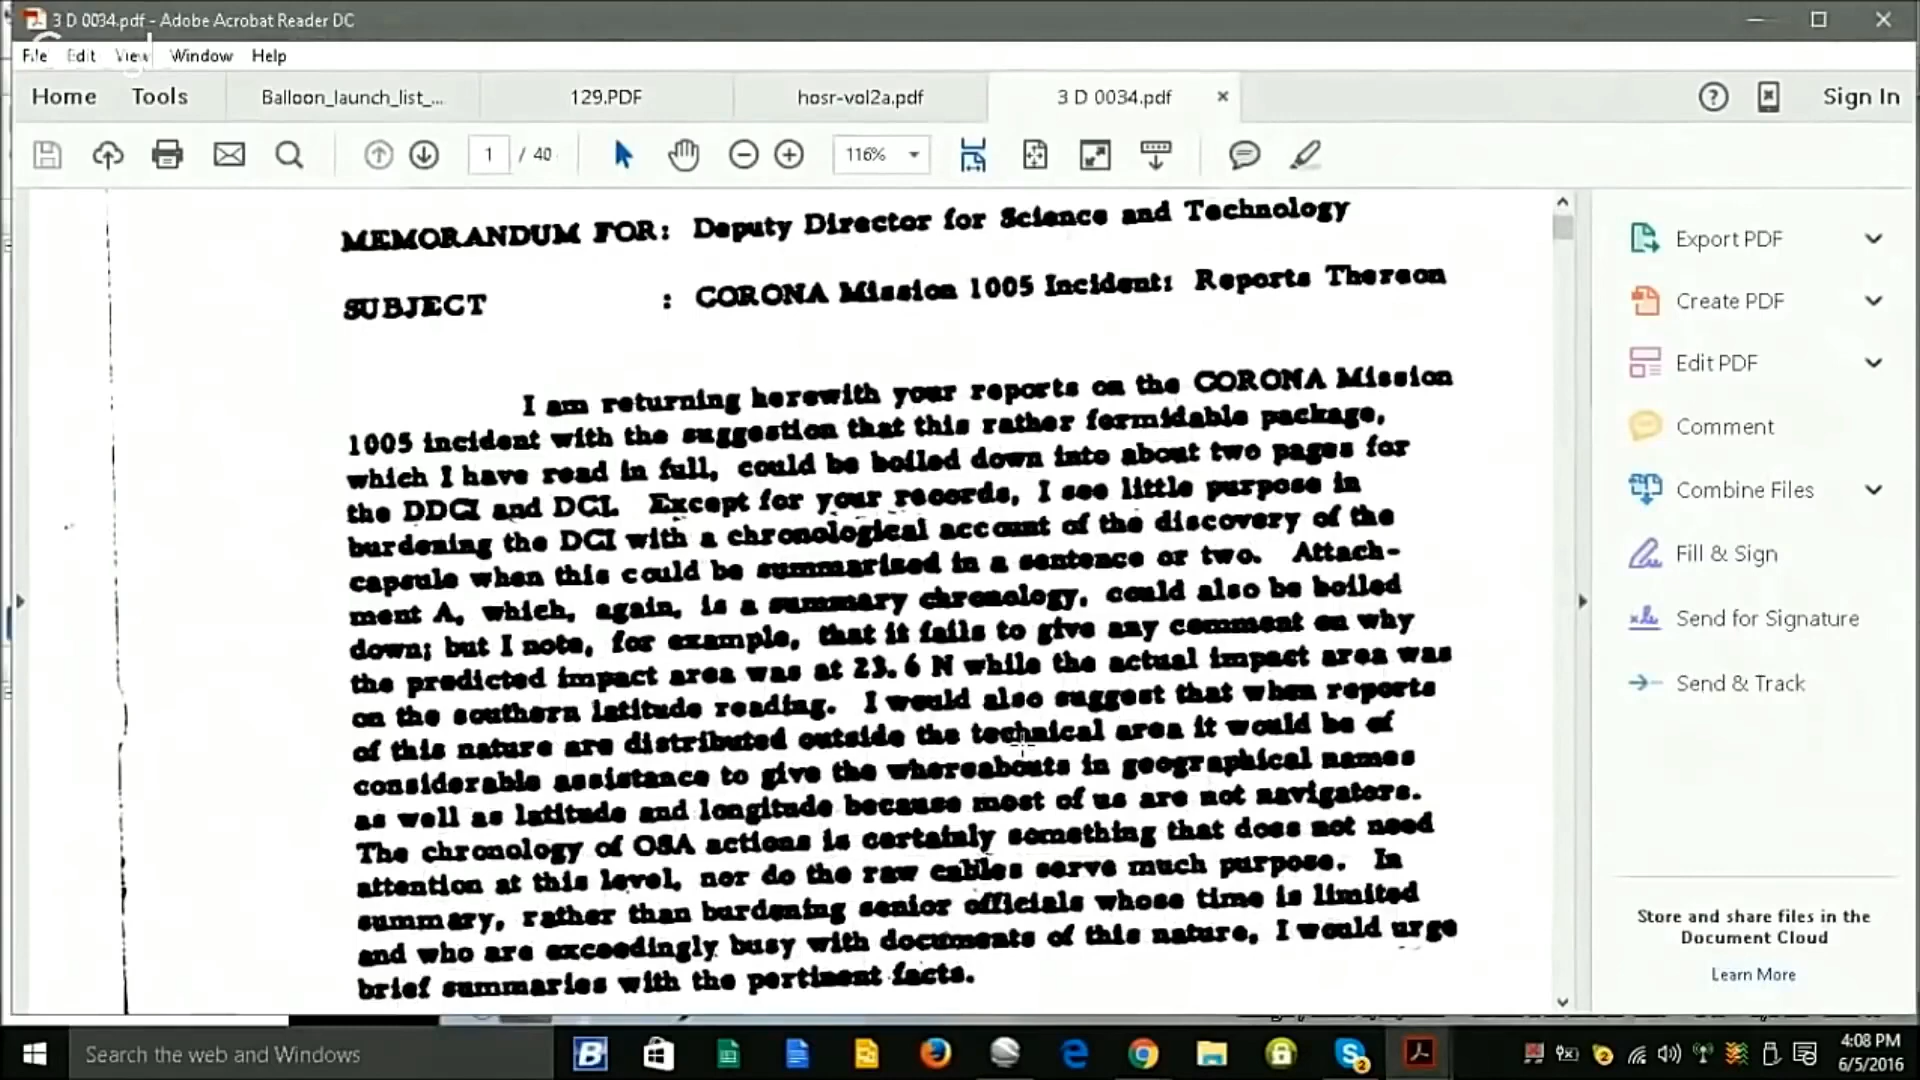 3 D 0034.pdf - Adobe Acrobat Reader DC
File Edit View Window Help
Home Tools Balloon_launch_list_... 129.PDF hosr-vol2a.pdf 3 D 0034.pdf × Sign In
1 / 40 116%
MEMORANDUM FOR: Deputy Director for Science and Technology
SUBJECT : CORONA Mission 1005 Incident: Reports Thereon
I am returning herewith your reports on the CORONA Mission
1005 incident with the suggestion that this rather formidable package,
which I have read in full, could be boiled down into about two pages for
the DDCI and DCI. Except for your records, I see little purpose in
burdening the DCI with a chronological account of the discovery of the
capsule when this could be summarized in a sentence or two. Attach-
ment A, which, again, is a summary chronology, could also be boiled
down; but I note, for example, that it fails to give any comment on why
the predicted impact area was at 23.6 N while the actual impact area was
on the southern latitude reading. I would also suggest that when reports
of this nature are distributed outside the technical area it would be of
considerable assistance to give the whereabouts in geographical names
as well as latitude and longitude because most of us are not navigators.
The chronology of OSA actions is certainly something that does not need
attention at this level, nor do the raw cables serve much purpose. In
summary, rather than burdening senior officials whose time is limited
and who are exceedingly busy with documents of this nature, I would urge
brief summaries with the pertinent facts.
Export PDF
Create PDF
Edit PDF
Comment
Combine Files
Fill & Sign
Send for Signature
Send & Track
Store and share files in the
Document Cloud
Learn More
Search the web and Windows
4:08 PM
6/5/2016